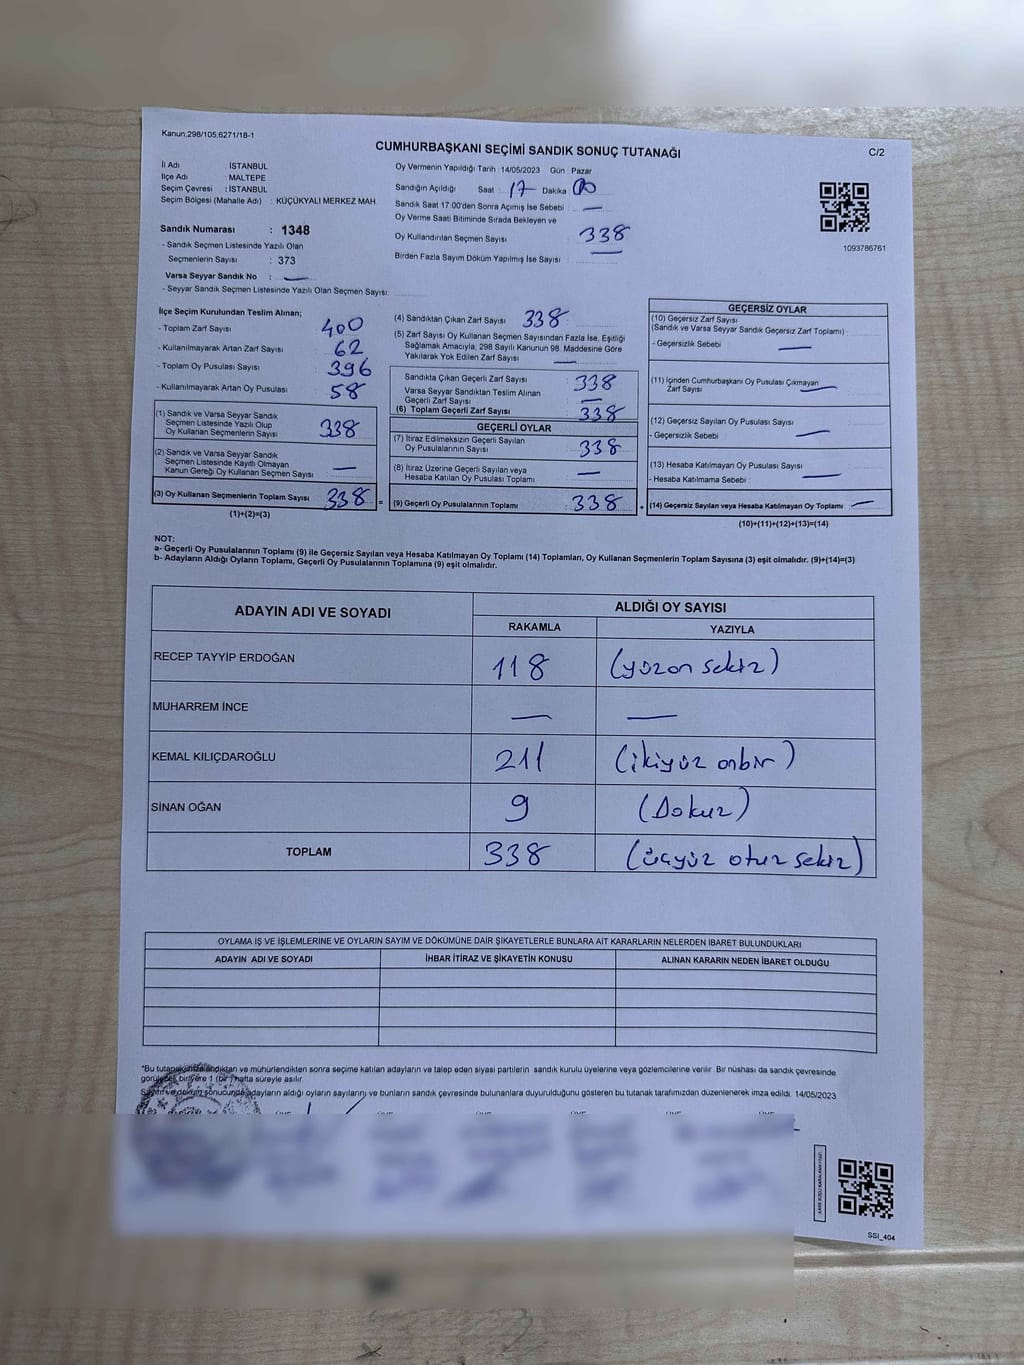 Kanun:298/105,6271/18-1
CUMHURBAŞKANI SEÇİMİ SANDIK SONUÇ TUTANAĞI
C/2
İl Adı : İSTANBUL
İlçe Adı : MALTEPE
Seçim Çevresi : İSTANBUL
Seçim Bölgesi (Mahalle Adı) : KÜÇÜKYALI MERKEZ MAH.
Oy Vermenin Yapıldığı Tarih :14/05/2023 Gün : Pazar
Sandığın Açıldığı Saat : 17 Dakika 00
Sandık Saat 17.00'den Sonra Açımış İse Sebebi : —
Oy Verme Saati Bitiminde Sırada Bekleyen ve
Oy Kullandırılan Seçmen Sayısı : 338
Birden Fazla Sayım Döküm Yapılmış İse Sayısı : —
1093786761
Sandık Numarası : 1348
- Sandık Seçmen Listesinde Yazılı Olan
Seçmenlerin Sayısı : 373
Varsa Seyyar Sandık No : —
- Seyyar Sandık Seçmen Listesinde Yazılı Olan Seçmen Sayısı:
İlçe Seçim Kurulundan Teslim Alınan;
- Toplam Zarf Sayısı 400
- Kullanılmayarak Artan Zarf Sayısı 62
- Toplam Oy Pusulası Sayısı 396
- Kullanılmayarak Artan Oy Pusulası 58
(1) Sandık ve Varsa Seyyar Sandık
Seçmen Listesinde Yazılı Olup
Oy Kullanan Seçmenlerin Sayısı 338
(2) Sandık ve Varsa Seyyar Sandık
Seçmen Listesinde Kayıtlı Olmayan
Kanun Gereği Oy Kullanan Seçmen Sayısı —
(3) Oy Kullanan Seçmenlerin Toplam Sayısı 338 =
(1)+(2)=(3)
(4) Sandıktan Çıkan Zarf Sayısı 338
(5) Zarf Sayısı Oy Kullanan Seçmen Sayısından Fazla İse, Eşitliği
Sağlamak Amacıyla, 298 Sayılı Kanunun 98. Maddesine Göre
Yakılarak Yok Edilen Zarf Sayısı —
Sandıkta Çıkan Geçerli Zarf Sayısı : 338
Varsa Seyyar Sandıktan Teslim Alınan
Geçerli Zarf Sayısı : —
(6) Toplam Geçerli Zarf Sayısı : 338
GEÇERLİ OYLAR
(7) İtiraz Edilmeksizin Geçerli Sayılan
Oy Pusulalarının Sayısı : 338
(8) İtiraz Üzerine Geçerli Sayılan veya
Hesaba Katılan Oy Pusulası Toplamı : —
(9) Geçerli Oy Pusulalarının Toplamı : 338 +
GEÇERSİZ OYLAR
(10) Geçersiz Zarf Sayısı
(Sandık ve Varsa Seyyar Sandık Geçersiz Zarf Toplamı) :
- Geçersizlik Sebebi : —
(11) İçinden Cumhurbaşkanı Oy Pusulası Çıkmayan
Zarf Sayısı : —
(12) Geçersiz Sayılan Oy Pusulası Sayısı :
- Geçersizlik Sebebi : —
(13) Hesaba Katılmayan Oy Pusulası Sayısı :
- Hesaba Katılmama Sebebi : —
(14) Geçersiz Sayılan veya Hesaba Katılmayan Oy Toplamı : —
(10)+(11)+(12)+(13)=(14)
NOT:
a- Geçerli Oy Pusulalarının Toplamı (9) ile Geçersiz Sayılan veya Hesaba Katılmayan Oy Toplamı (14) Toplamları, Oy Kullanan Seçmenlerin Toplam Sayısına (3) eşit olmalıdır. (9)+(14)=(3)
b- Adayların Aldığı Oyların Toplamı, Geçerli Oy Pusulalarının Toplamına (9) eşit olmalıdır.
ADAYIN ADI VE SOYADI ALDIĞI OY SAYISI
RAKAMLA YAZIYLA
RECEP TAYYİP ERDOĞAN 118 (yüzon sekiz)
MUHARREM İNCE — —
KEMAL KILIÇDAROĞLU 211 (ikiyüz onbir)
SİNAN OĞAN 9 (Dokuz)
TOPLAM 338 (üçyüz otuz sekiz)
OYLAMA İŞ VE İŞLEMLERİNE VE OYLARIN SAYIM VE DÖKÜMÜNE DAİR ŞİKAYETLERLE BUNLARA AİT KARARLARIN NELERDEN İBARET BULUNDUKLARI
ADAYIN ADI VE SOYADI İHBAR İTİRAZ VE ŞİKAYETİN KONUSU ALINAN KARARIN NEDEN İBARET OLDUĞU
*Bu tutanak imzalandıktan ve mühürlendikten sonra seçime katılan adayların ve talep eden siyasi partilerin sandık kurulu üyelerine veya gözlemcilerine verilir. Bir nüshası da sandık çevresinde
görülecek bir yere 1 (bir) hafta süreyle asılır.
Sayım ve döküm sonucunda adayların aldığı oyların sayılarını ve bunların sandık çevresinde bulunanlara duyurulduğunu gösteren bu tutanak tarafımızdan düzenlenerek imza edildi. 14/05/2023
SSI_404